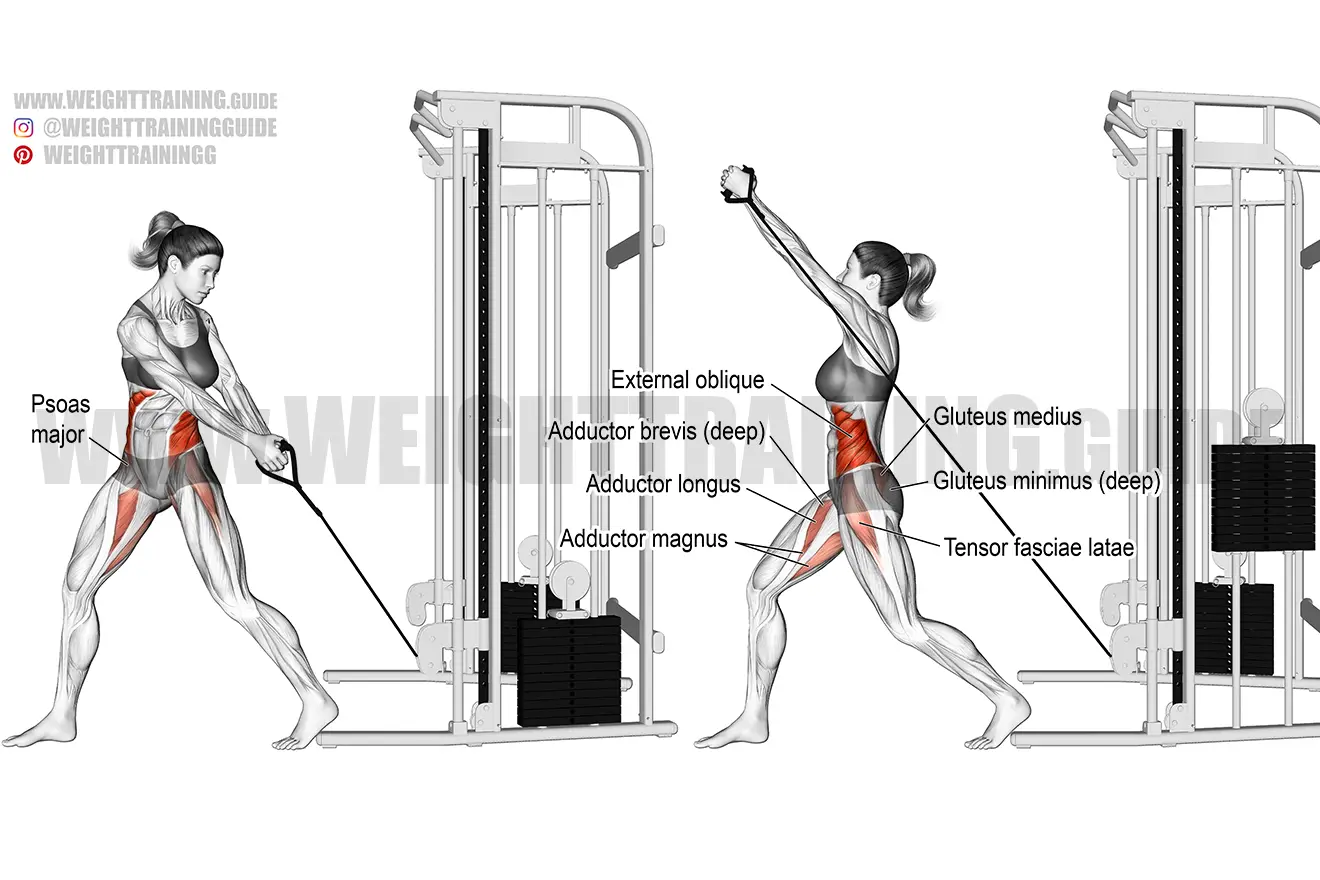 WWW.WEIGHTTRAINING.GUIDE
@WEIGHTTRAININGGUIDE
WEIGHTTRAININGG
Psoas
major
External oblique
Adductor brevis (deep)
Adductor longus
Adductor magnus
Gluteus medius
Gluteus minimus (deep)
Tensor fasciae latae
WWW.WEIGHTTRAINING.GUIDE